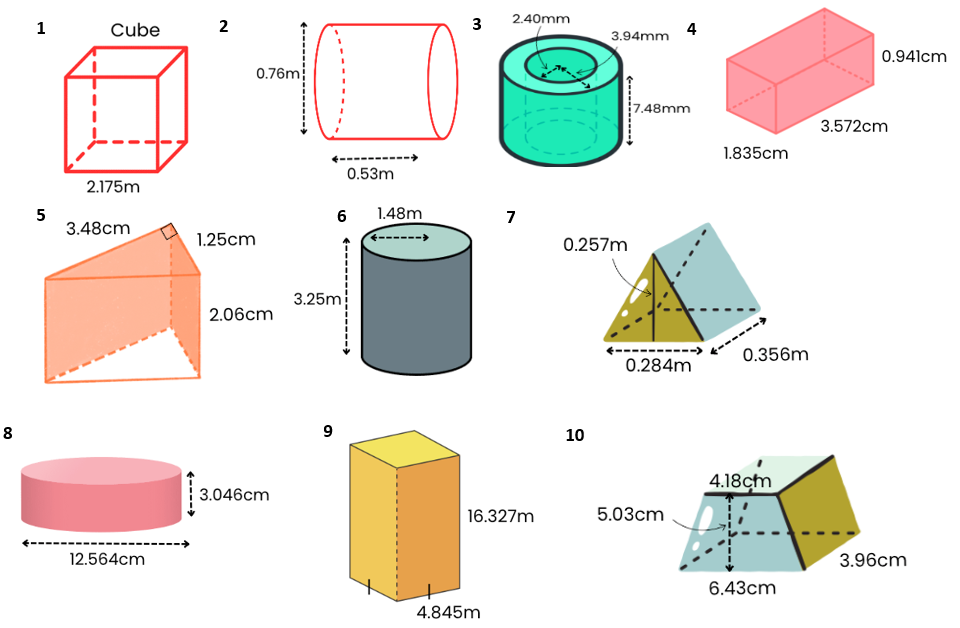 1
Cube
2.175m
2
0.76m
0.53m
3
2.40mm
3.94mm
7.48mm
4
0.941cm
3.572cm
1.835cm
5
3.48cm
1.25cm
2.06cm
6
1.48m
3.25m
7
0.257m
0.284m
0.356m
8
3.046cm
12.564cm
9
16.327m
4.845m
10
4.18cm
5.03cm
3.96cm
6.43cm